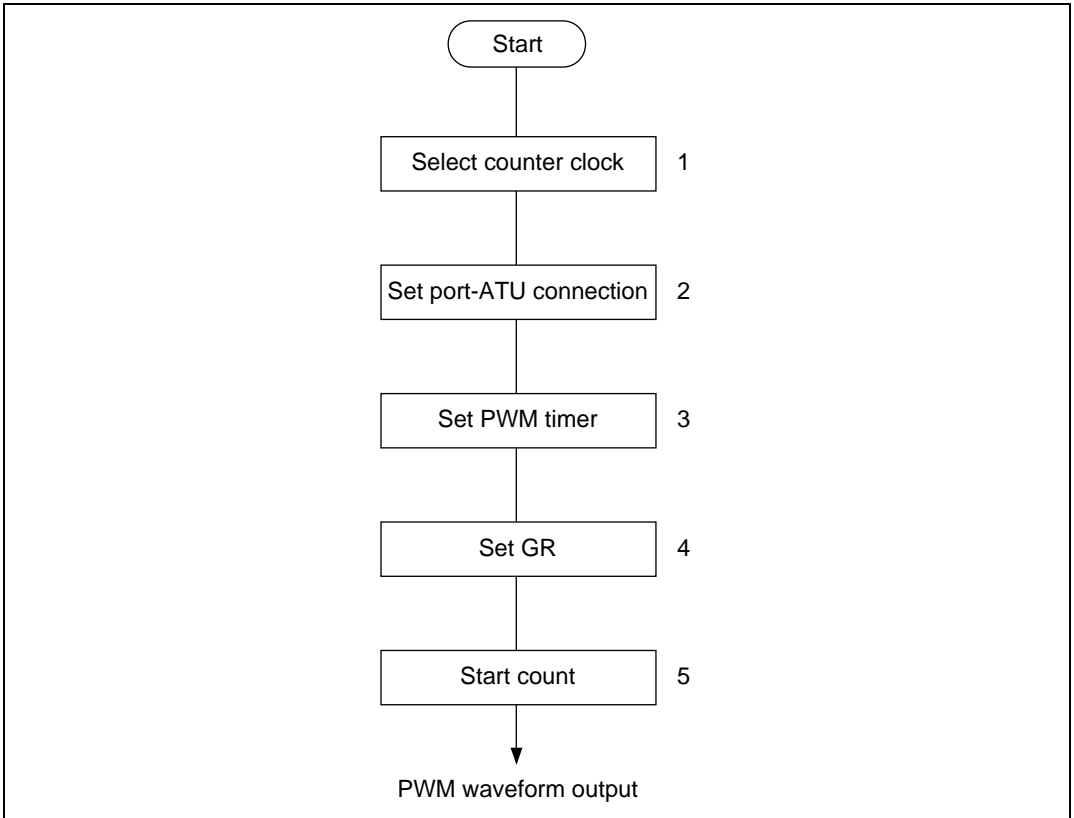 Start
Select counter clock 1
Set port-ATU connection 2
Set PWM timer 3
Set GR 4
Start count 5
PWM waveform output